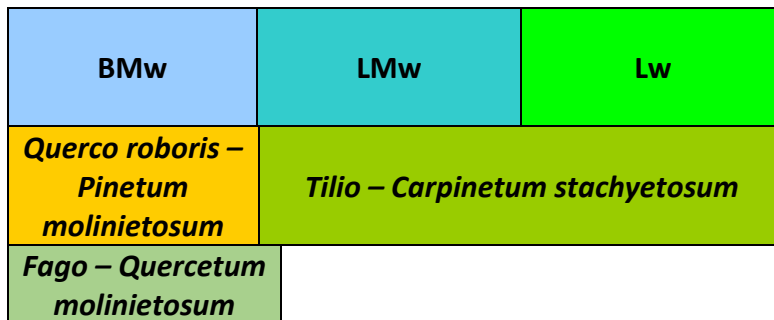 BMw
LMw
Lw
Querco roboris –
Pinetum
molinietosum
Tilio – Carpinetum stachyetosum
Fago – Quercetum
molinietosum